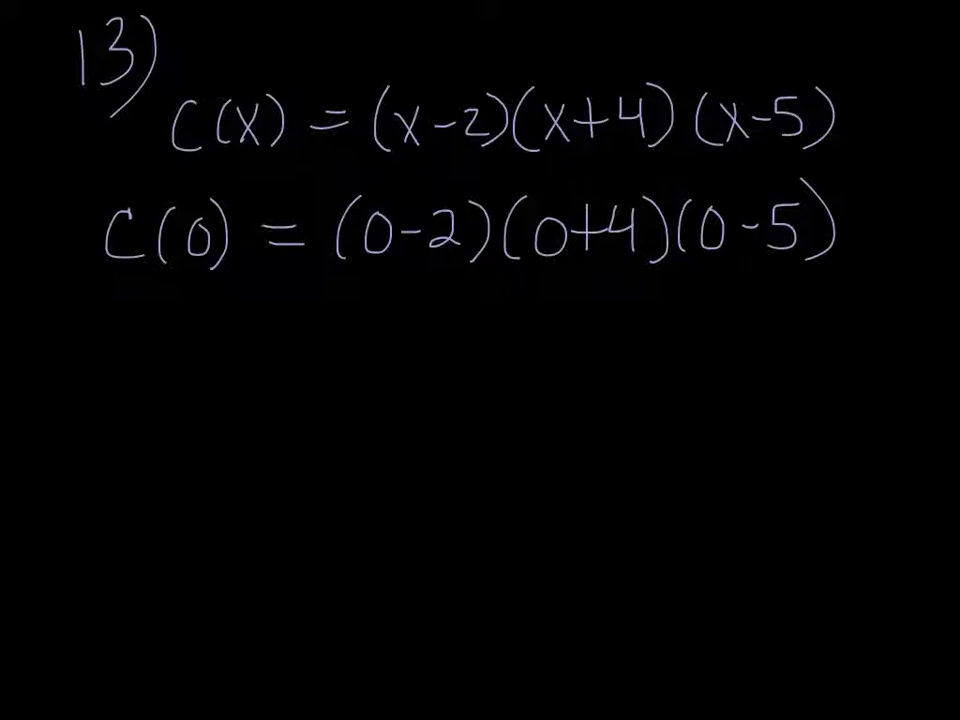 13)
C(x) = (x-2)(x+4)(x-5)
C(0) = (0-2)(0+4)(0-5)